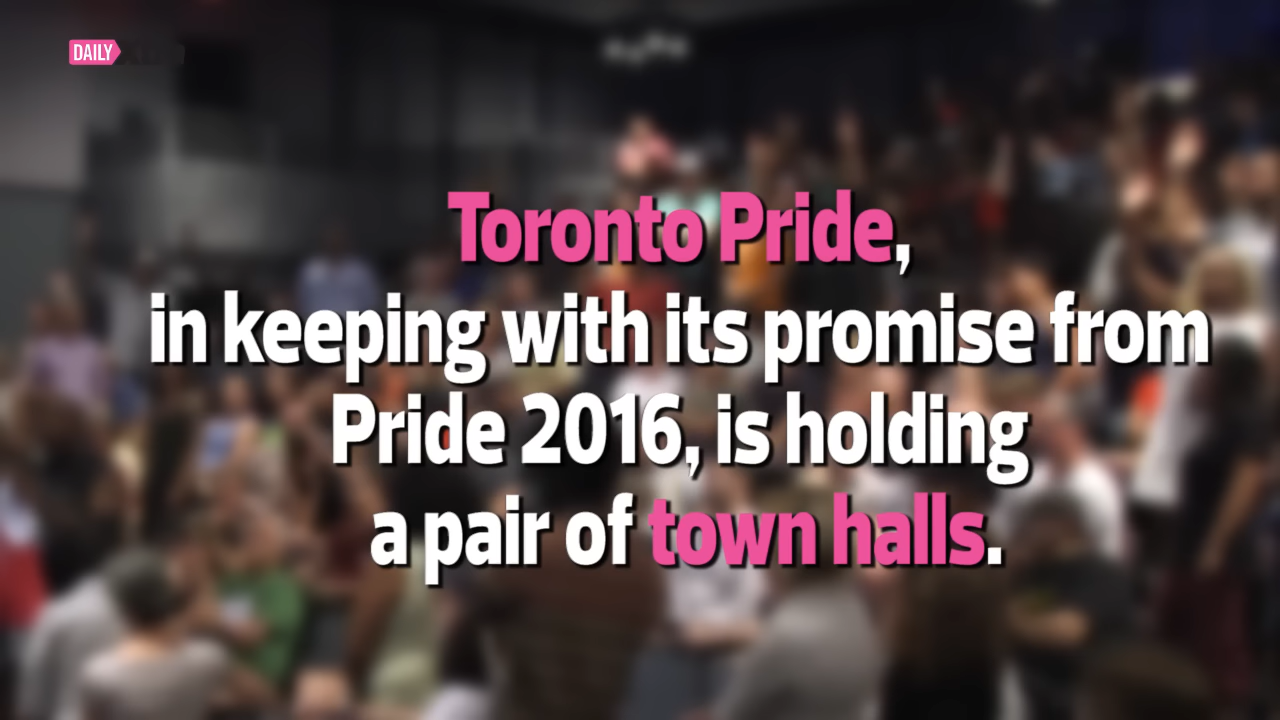 DAILY
Toronto Pride,
in keeping with its promise from
Pride 2016, is holding
a pair of town halls.